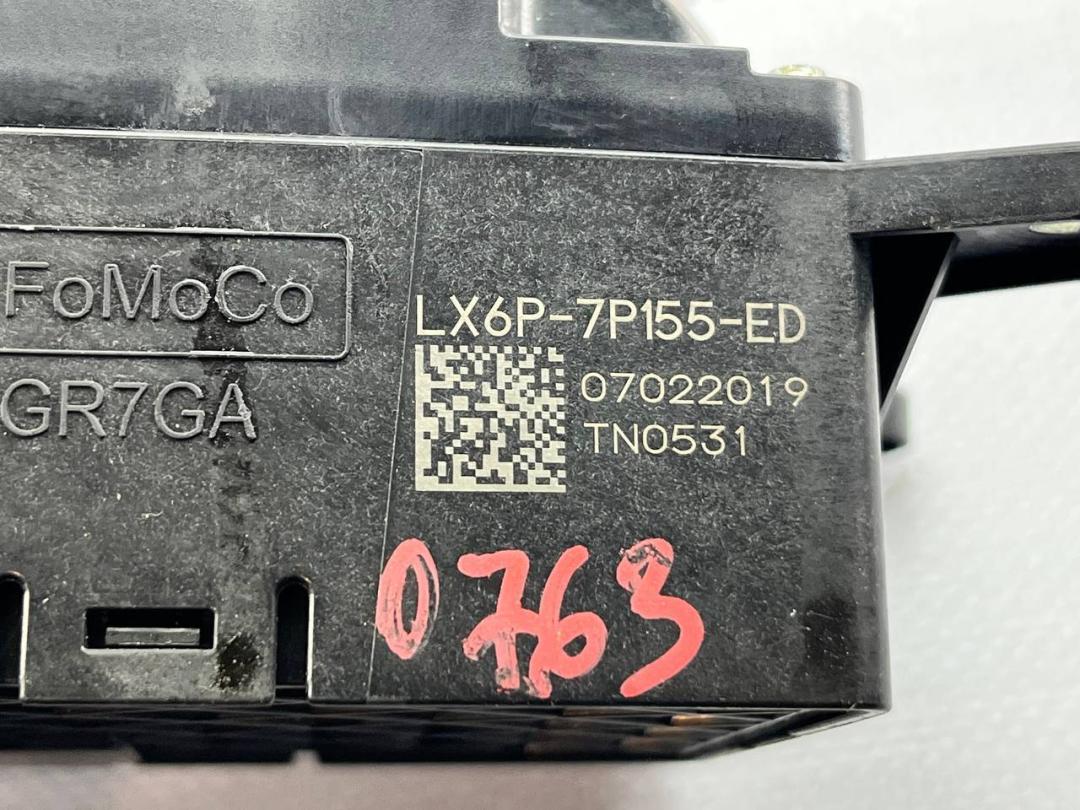 FoMoCo
GR7GA
LX6P-7P155-ED
07022019
TN0531
0763